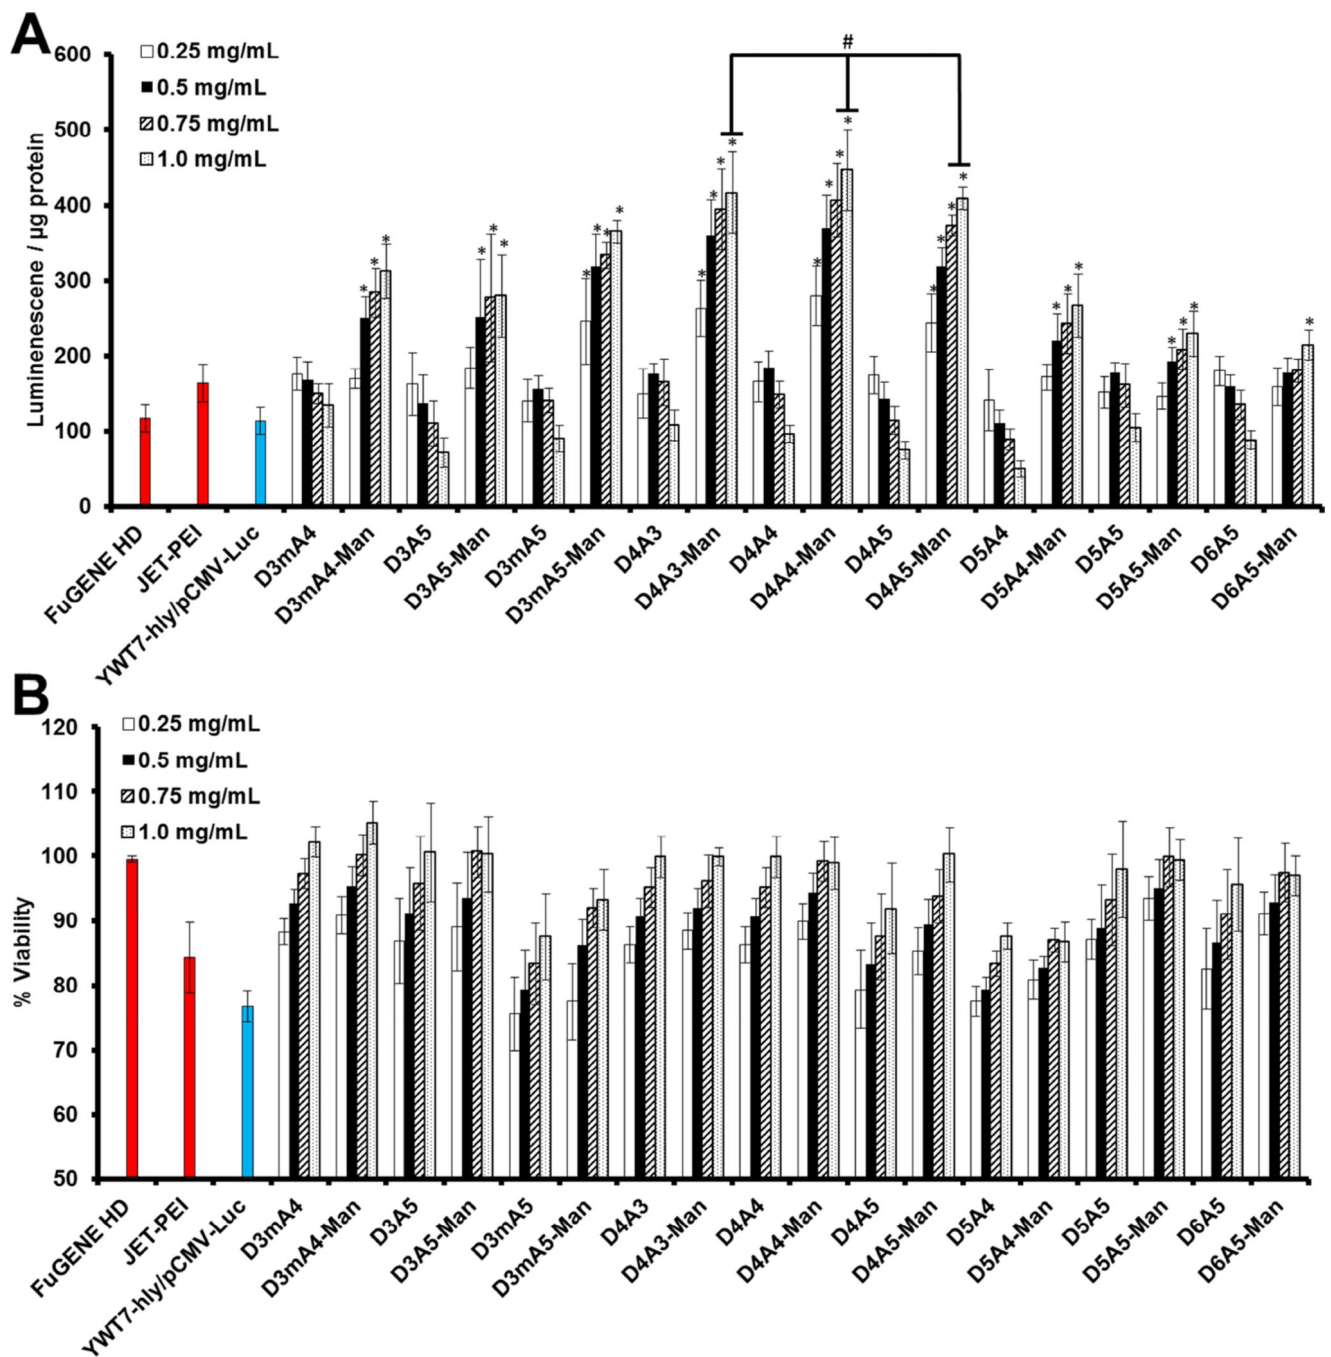 A
600
500
400
300
200
100
0
Luminenescene / µg protein
0.25 mg/mL
0.5 mg/mL
0.75 mg/mL
1.0 mg/mL
#
* * * * * * * * * * * * * * * * * * * * * * * * * * * * * * * * *
FuGENE HD
JET-PEI
YWT7-hly/pCMV-Luc
D3mA4
D3mA4-Man
D3A5
D3A5-Man
D3mA5
D3mA5-Man
D4A3
D4A3-Man
D4A4
D4A4-Man
D4A5
D4A5-Man
D5A4
D5A4-Man
D5A5
D5A5-Man
D6A5
D6A5-Man
B
120
110
100
90
80
70
60
50
% Viability
0.25 mg/mL
0.5 mg/mL
0.75 mg/mL
1.0 mg/mL
FuGENE HD
JET-PEI
YWT7-hly/pCMV-Luc
D3mA4
D3mA4-Man
D3A5
D3A5-Man
D3mA5
D3mA5-Man
D4A3
D4A3-Man
D4A4
D4A4-Man
D4A5
D4A5-Man
D5A4
D5A4-Man
D5A5
D5A5-Man
D6A5
D6A5-Man